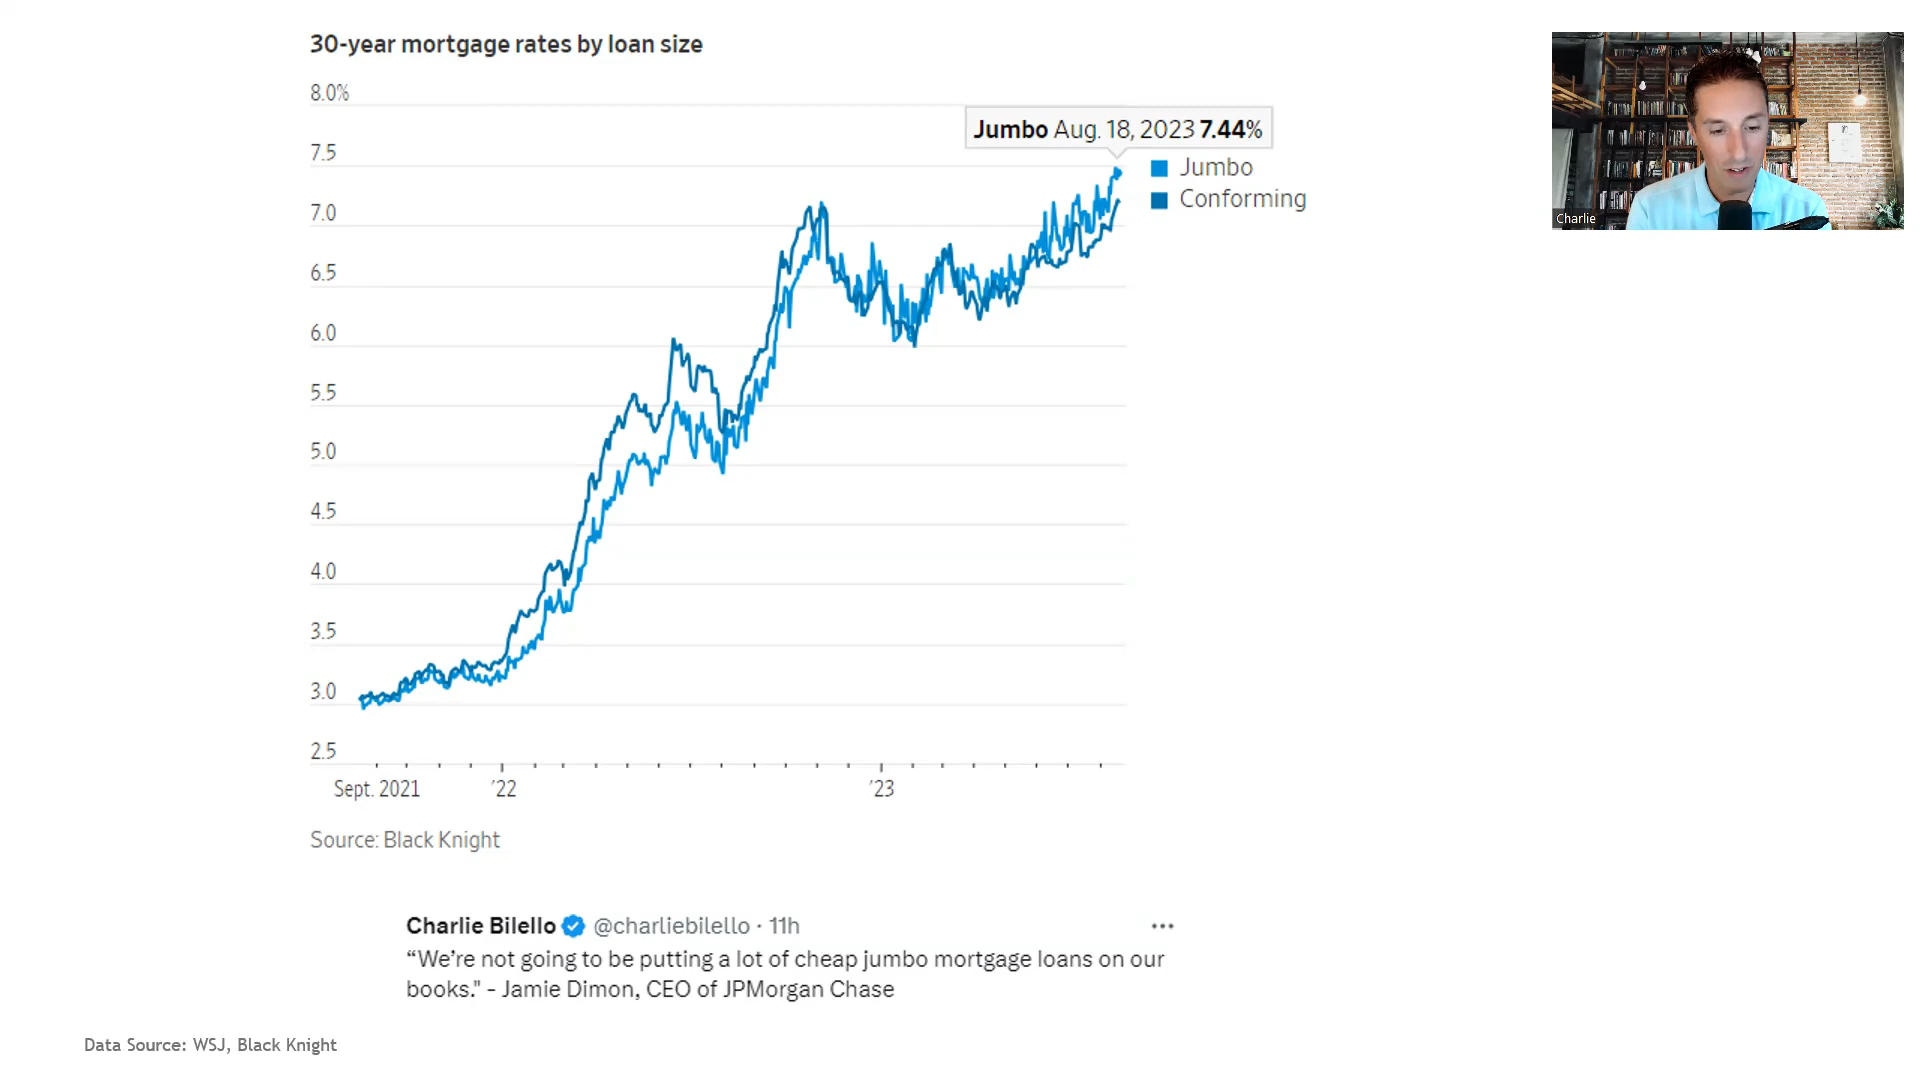 30-year mortgage rates by loan size
8.0%
Jumbo Aug. 18, 2023 7.44%
7.5
Jumbo
Conforming
7.0
6.5
6.0
5.5
5.0
4.5
4.0
3.5
3.0
2.5
Sept. 2021 ’22 ’23
Source: Black Knight
Charlie Bilello @charliebilello · 11h
“We’re not going to be putting a lot of cheap jumbo mortgage loans on our
books." - Jamie Dimon, CEO of JPMorgan Chase
Data Source: WSJ, Black Knight
Charlie